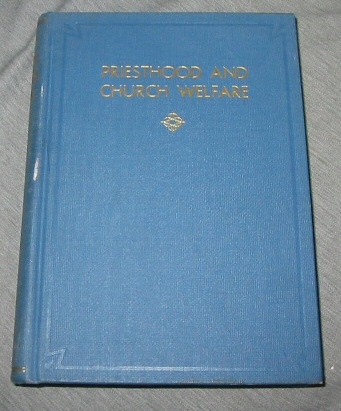 PRIESTHOOD AND
CHURCH WELFARE